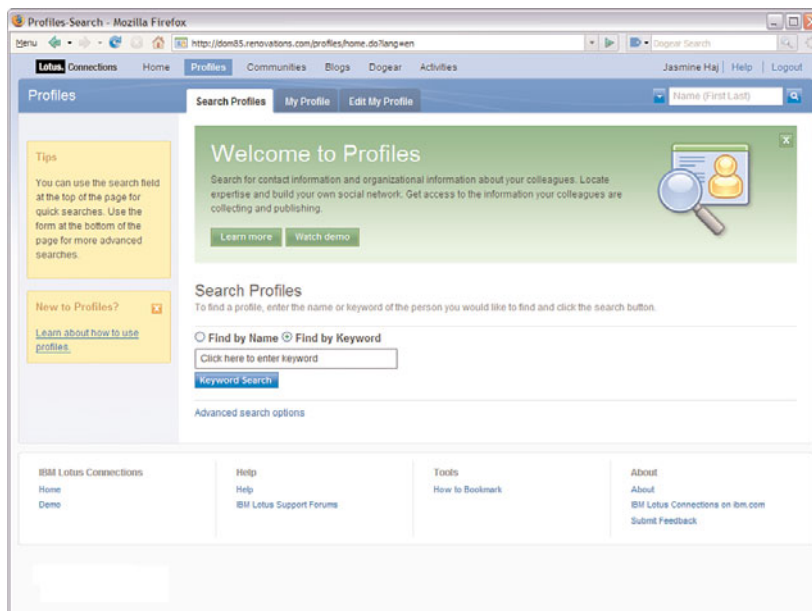 Profiles-Search - Mozilla Firefox
Menu
http://dom85.renovations.com/profiles/home.do?lang=en
Dogear Search
Lotus. Connections
Home
Profiles
Communities
Blogs
Dogear
Activities
Jasmine Haj | Help | Logout
Profiles
Search Profiles
My Profile
Edit My Profile
Name (First Last)
Tips
You can use the search field
at the top of the page for
quick searches. Use the
form at the bottom of the
page for more advanced
searches.
New to Profiles?
Learn about how to use
profiles.
Welcome to Profiles
Search for contact information and organizational information about your colleagues. Locate
expertise and build your own social network. Get access to the information your colleagues are
collecting and publishing.
Learn more
Watch demo
Search Profiles
To find a profile, enter the name or keyword of the person you would like to find and click the search button.
Find by Name Find by Keyword
Click here to enter keyword
Keyword Search
Advanced search options
IBM Lotus Connections
Home
Demo
Help
Help
IBM Lotus Support Forums
Tools
How to Bookmark
About
About
IBM Lotus Connections on ibm.com
Submit Feedback